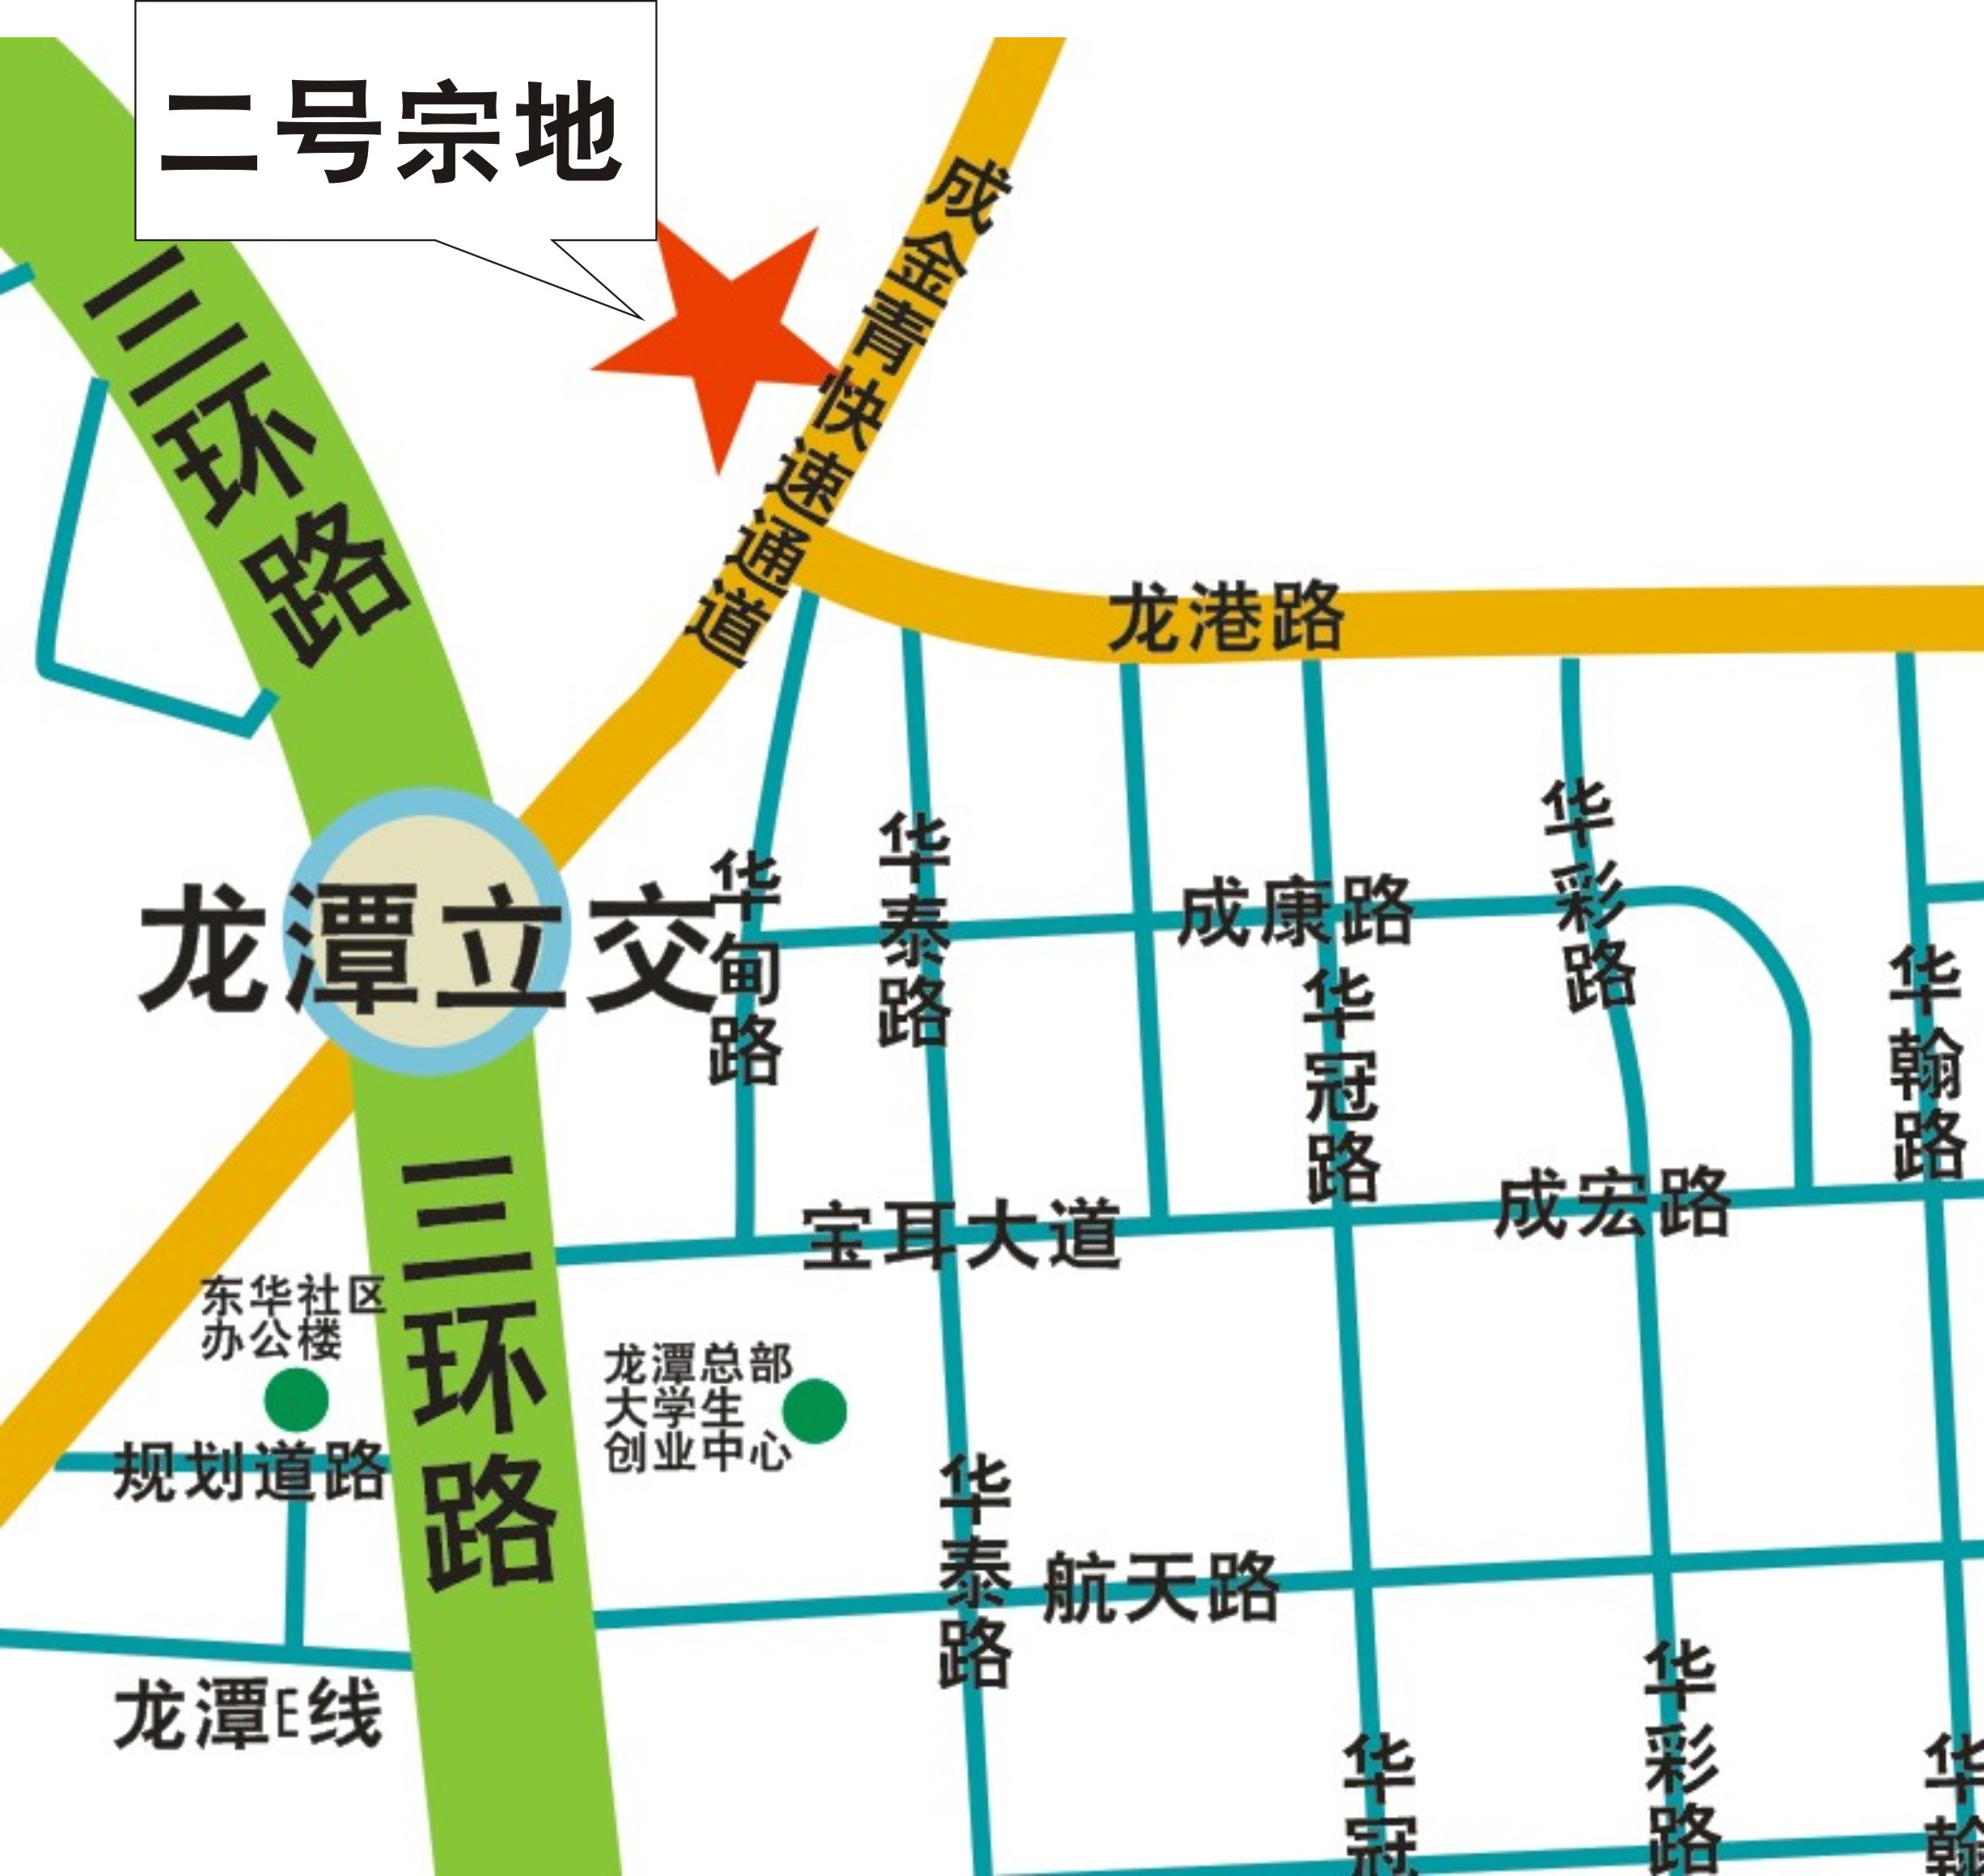 二号宗地
成金青快速通道
三环路
龙港路
华彩路
华泰路
华甸路
成康路
龙潭立交
华冠路
华翰路
三环路
宝耳大道
成宏路
东华社区
办公楼
龙潭总部
大学生
创业中心
规划道路
华泰路
航天路
龙潭E线
华彩路
华冠
华翰